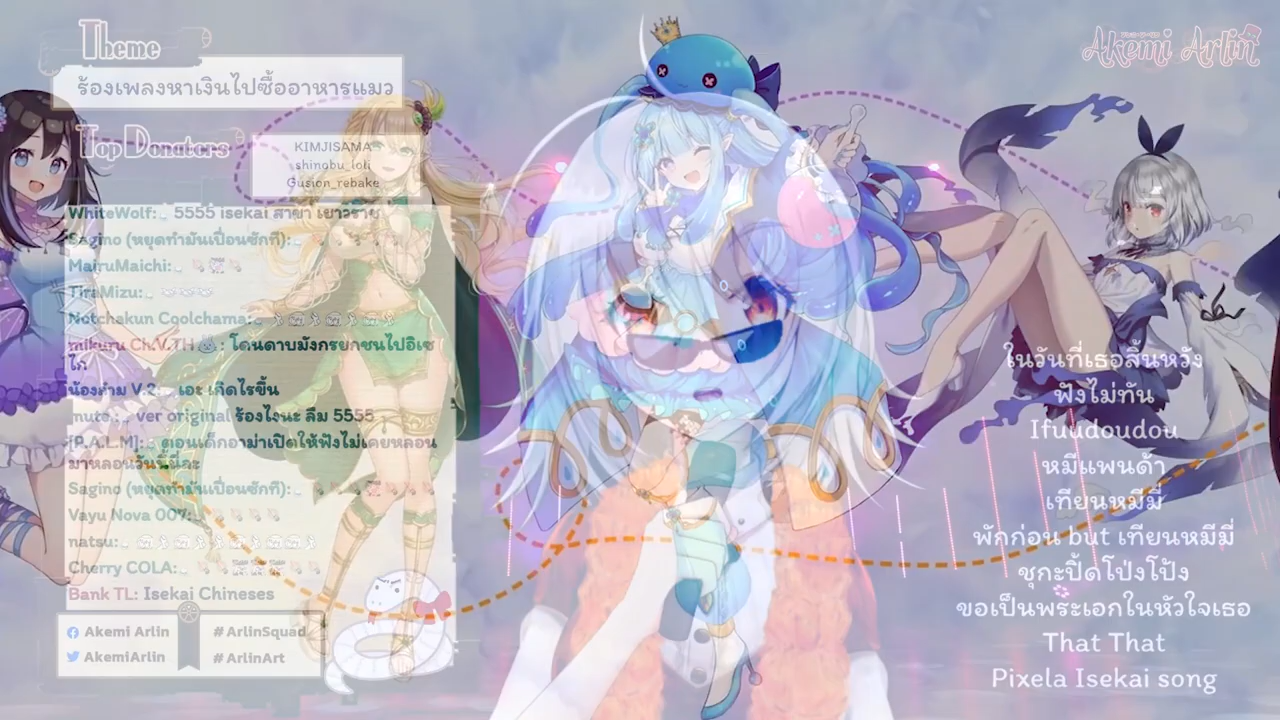 Theme
Akemi Arlin
ร้องเพลงหาเงินไปซื้ออาหารแมว
Top Donators
KIMJISAMA
shinobu_loli
Gusion_rebake
WhiteWolf: 5555 isekai สาขา เยาวราช
Sagino (หยุดทำมันเปื่อนซักที):
MairuMaichi:
TiraMizu:
Notchakun Coolchama:
mikuru Ch.V.TH : โดนดาบมังกรยกซนไปอิเซ
ไก
น้องก้าม V.2 เอะ เกิดไรขึ้น
mute.: ver original ร้องไงนะ ลืม 5555
[P.A.L.M]: ตอนเด็กอาม่าเปิดให้ฟังไม่เคยหลอน
มาหลอนวันนี้นี่ละ
Sagino (หยุดทำมันเปื่อนซักที):
Vayu Nova 007:
natsu:
Cherry COLA:
Bank TL: Isekai Chineses
Akemi Arlin
#ArlinSquad
AkemiArlin
#ArlinArt
ในวันที่เธอสิ้นหวัง
ฟังไม่ทัน
Ifuudoudou
หมีแพนด้า
เทียนหมีมี่
พักก่อน but เทียนหมีมี่
ชุกะปิ้ดโป่งโป้ง
ขอเป็นพระเอกในหัวใจเธอ
That That
Pixela Isekai song